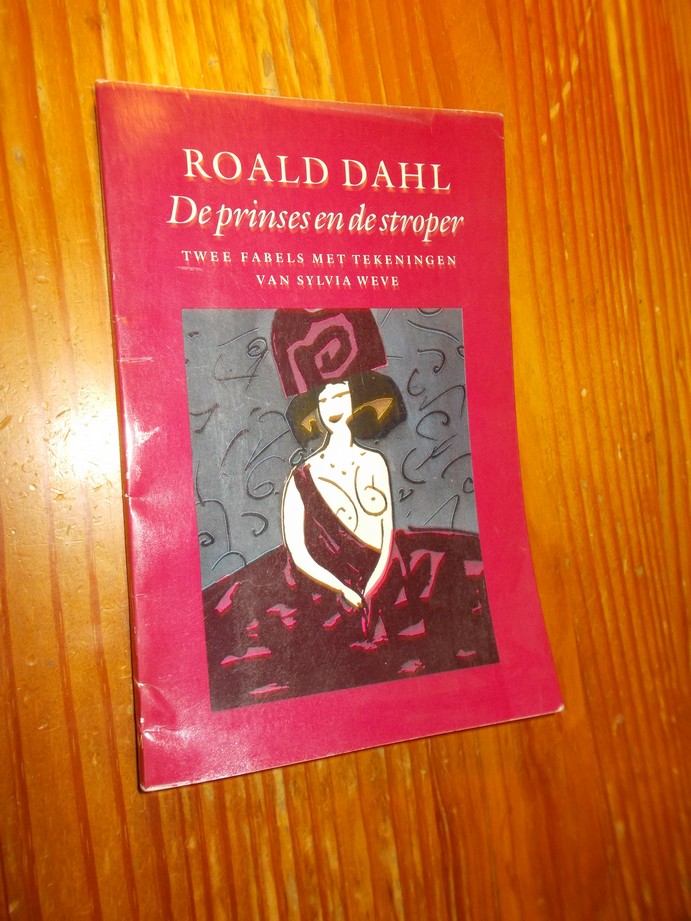 ROALD DAHL
De prinses en de stroper
TWEE FABELS MET TEKENINGEN
VAN SYLVIA WEVE